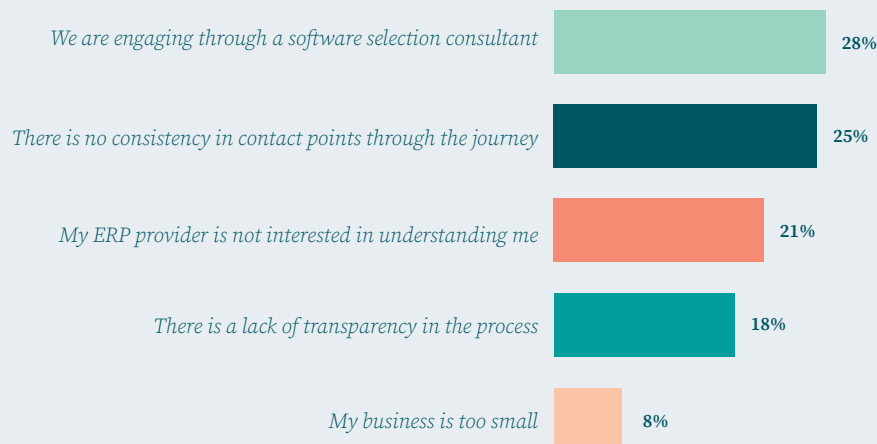 We are engaging through a software selection consultant 28%
There is no consistency in contact points through the journey 25%
My ERP provider is not interested in understanding me 21%
There is a lack of transparency in the process 18%
My business is too small 8%